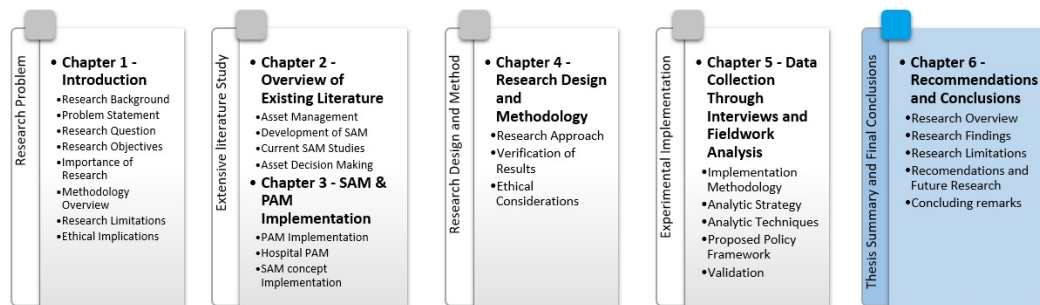 Research Problem
• Chapter 1 -
Introduction
•Research Background
•Problem Statement
•Research Question
•Research Objectives
•Importance of
Research
•Methodology
Overview
•Research Limitations
•Ethical Implications
Extensive literature Study
• Chapter 2 -
Overview of
Existing Literature
•Asset Management
•Development of SAM
•Current SAM Studies
•Asset Decision Making
• Chapter 3 - SAM &
PAM
Implementation
•PAM Implementation
•Hospital PAM
•SAM concept
Implementation
Research Design and Method
• Chapter 4 -
Research Design
and
Methodology
•Research Approach
•Verification of
Results
•Ethical
Considerations
Experimental Implementation
• Chapter 5 - Data
Collection
Through
Interviews and
Fieldwork
Analysis
•Implementation
Methodology
•Analytic Strategy
•Analytic Techniques
•Proposed Policy
Framework
•Validation
Thesis Summary and Final Conclusions
• Chapter 6 -
Recommendations
and Conclusions
•Research Overview
•Research Findings
•Research Limitations
•Recomendations and
Future Research
•Concluding remarks